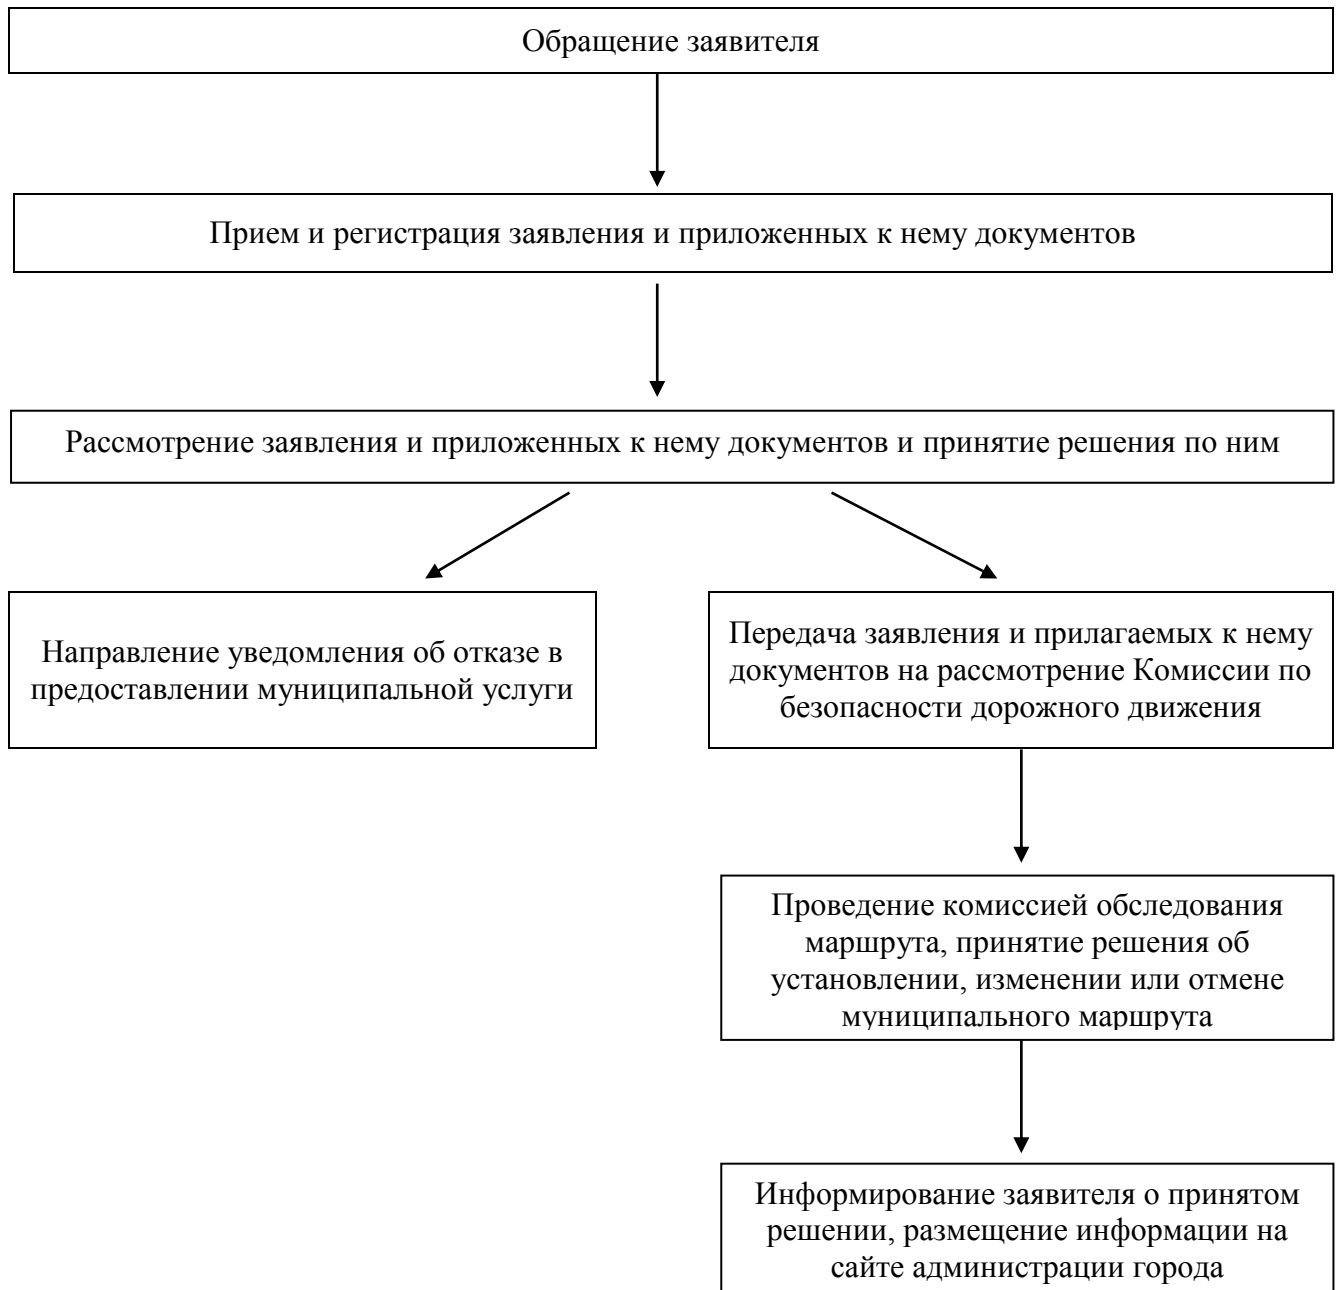 Обращение заявителя
Прием и регистрация заявления и приложенных к нему документов
Рассмотрение заявления и приложенных к нему документов и принятие решения по ним
Направление уведомления об отказе в
предоставлении муниципальной услуги
Передача заявления и прилагаемых к нему
документов на рассмотрение Комиссии по
безопасности дорожного движения
Проведение комиссией обследования
маршрута, принятие решения об
установлении, изменении или отмене
муниципального маршрута
Информирование заявителя о принятом
решении, размещение информации на
сайте администрации города